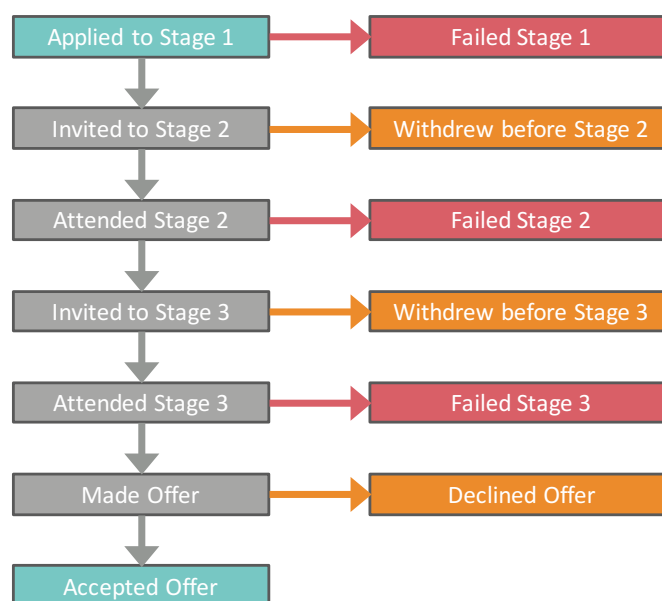 Applied to Stage 1
Failed Stage 1
Invited to Stage 2
Withdrew before Stage 2
Attended Stage 2
Failed Stage 2
Invited to Stage 3
Withdrew before Stage 3
Attended Stage 3
Failed Stage 3
Made Offer
Declined Offer
Accepted Offer